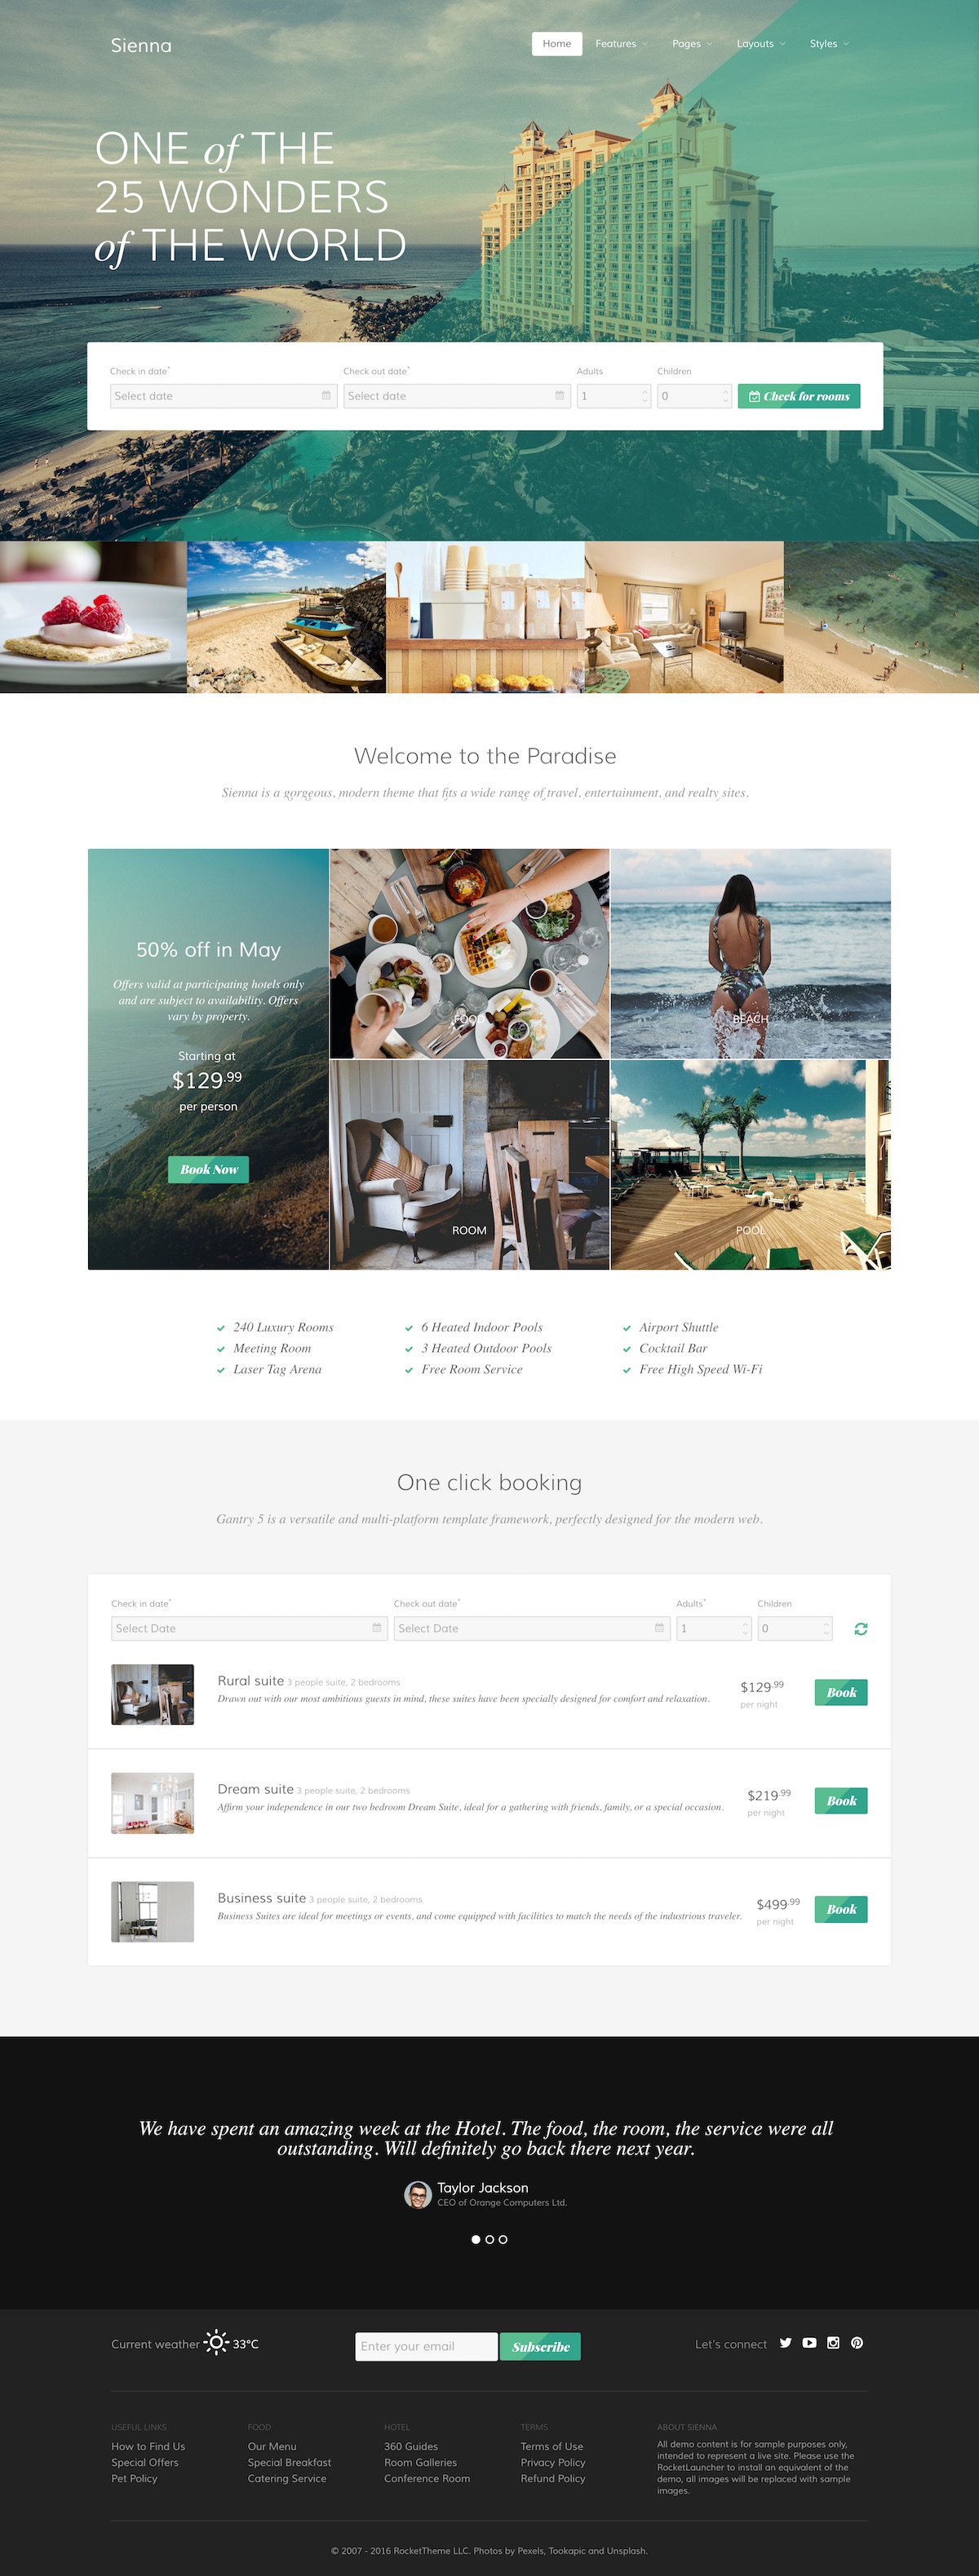 Sienna
Home Features Pages Layouts Styles
ONE of THE
25 WONDERS
of THE WORLD
Check in date* Check out date* Adults Children
Select date Select date 1 0 Check for rooms
Welcome to the Paradise
Sienna is a gorgeous, modern theme that fits a wide range of travel, entertainment, and realty sites.
50% off in May
Offers valid at participating hotels only
and are subject to availability. Offers
vary by property.
Starting at
$129.99
per person
Book Now
FOOD
BEACH
ROOM
POOL
240 Luxury Rooms
Meeting Room
Laser Tag Arena
6 Heated Indoor Pools
3 Heated Outdoor Pools
Free Room Service
Airport Shuttle
Cocktail Bar
Free High Speed Wi-Fi
One click booking
Gantry 5 is a versatile and multi-platform template framework, perfectly designed for the modern web.
Check in date* Check out date* Adults* Children
Select Date Select Date 1 0
Rural suite 3 people suite, 2 bedrooms
Drawn out with our most ambitious guests in mind, these suites have been specially designed for comfort and relaxation.
$129.99
per night
Book
Dream suite 3 people suite, 2 bedrooms
Affirm your independence in our two bedroom Dream Suite, ideal for a gathering with friends, family, or a special occasion.
$219.99
per night
Book
Business suite 3 people suite, 2 bedrooms
Business Suites are ideal for meetings or events, and come equipped with facilities to match the needs of the industrious traveler.
$499.99
per night
Book
We have spent an amazing week at the Hotel. The food, the room, the service were all
outstanding. Will definitely go back there next year.
Taylor Jackson
CEO of Orange Computers Ltd.
Current weather 33°C
Enter your email Subscribe
Let's connect
USEFUL LINKS
How to Find Us
Special Offers
Pet Policy
FOOD
Our Menu
Special Breakfast
Catering Service
HOTEL
360 Guides
Room Galleries
Conference Room
TERMS
Terms of Use
Privacy Policy
Refund Policy
ABOUT SIENNA
All demo content is for sample purposes only,
intended to represent a live site. Please use the
RocketLauncher to install an equivalent of the
demo, all images will be replaced with sample
images.
© 2007 - 2016 RocketTheme LLC. Photos by Pexels, Tookapic and Unsplash.